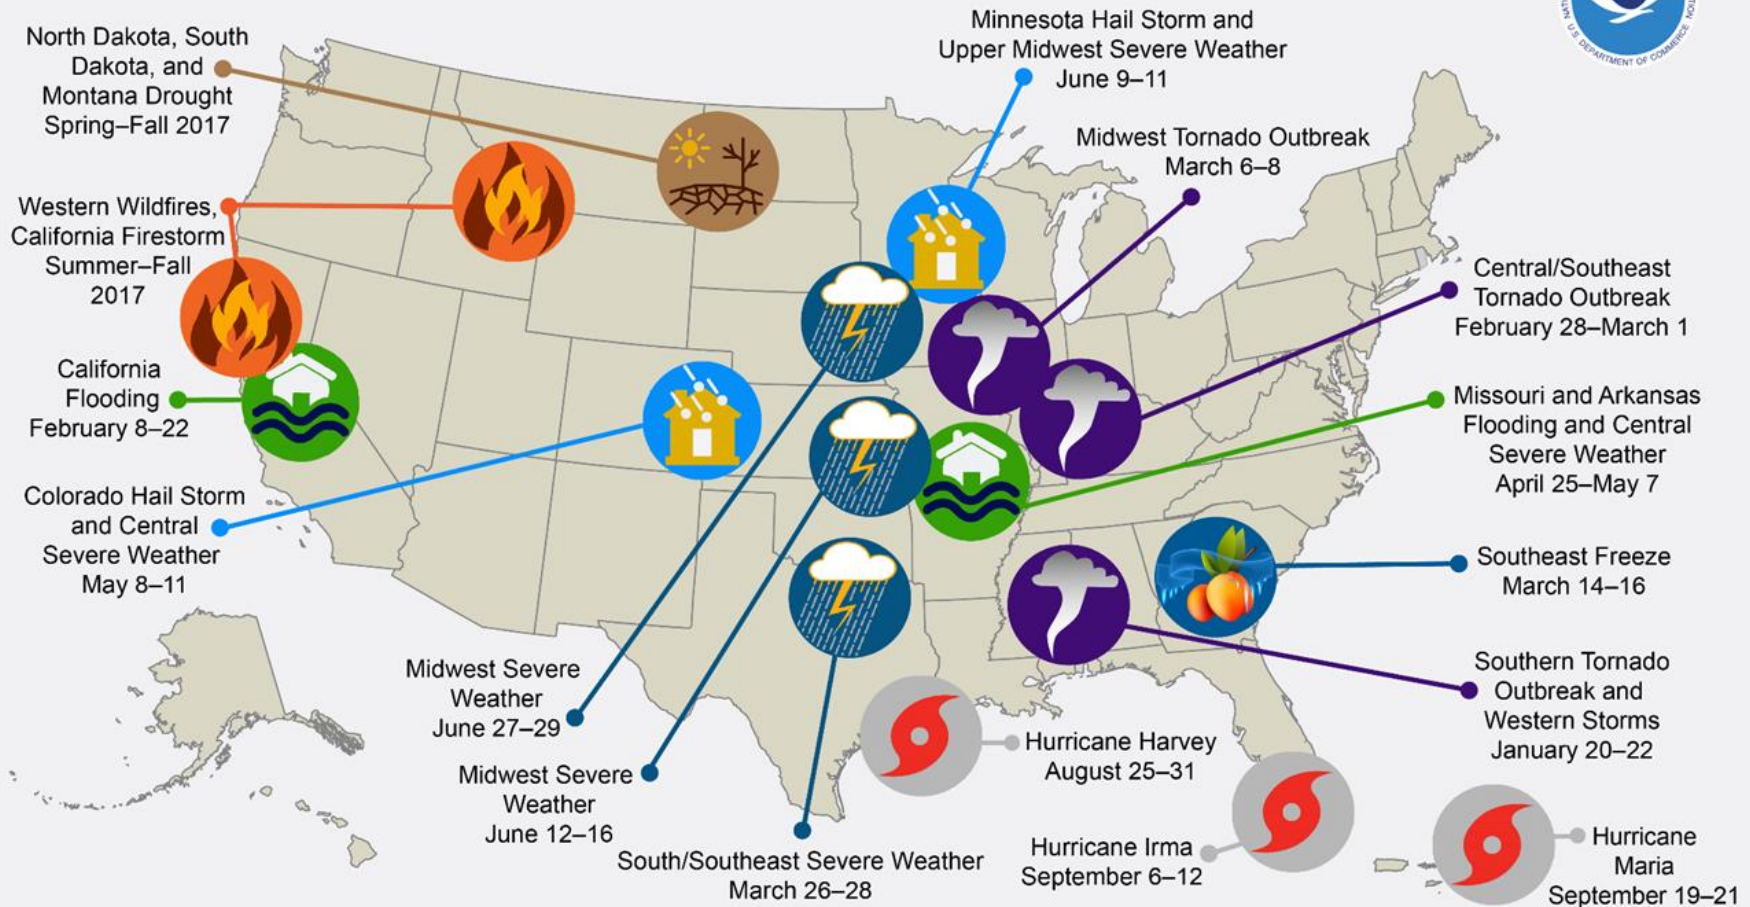 North Dakota, South
Dakota, and
Montana Drought
Spring–Fall 2017
Western Wildfires,
California Firestorm
Summer–Fall
2017
California
Flooding
February 8–22
Colorado Hail Storm
and Central
Severe Weather
May 8–11
Minnesota Hail Storm and
Upper Midwest Severe Weather
June 9–11
Midwest Tornado Outbreak
March 6–8
Central/Southeast
Tornado Outbreak
February 28–March 1
Missouri and Arkansas
Flooding and Central
Severe Weather
April 25–May 7
Southeast Freeze
March 14–16
Southern Tornado
Outbreak and
Western Storms
January 20–22
Midwest Severe
Weather
June 27–29
Midwest Severe
Weather
June 12–16
South/Southeast Severe Weather
March 26–28
Hurricane Harvey
August 25–31
Hurricane Irma
September 6–12
Hurricane
Maria
September 19–21
U.S. DEPARTMENT OF COMMERCE